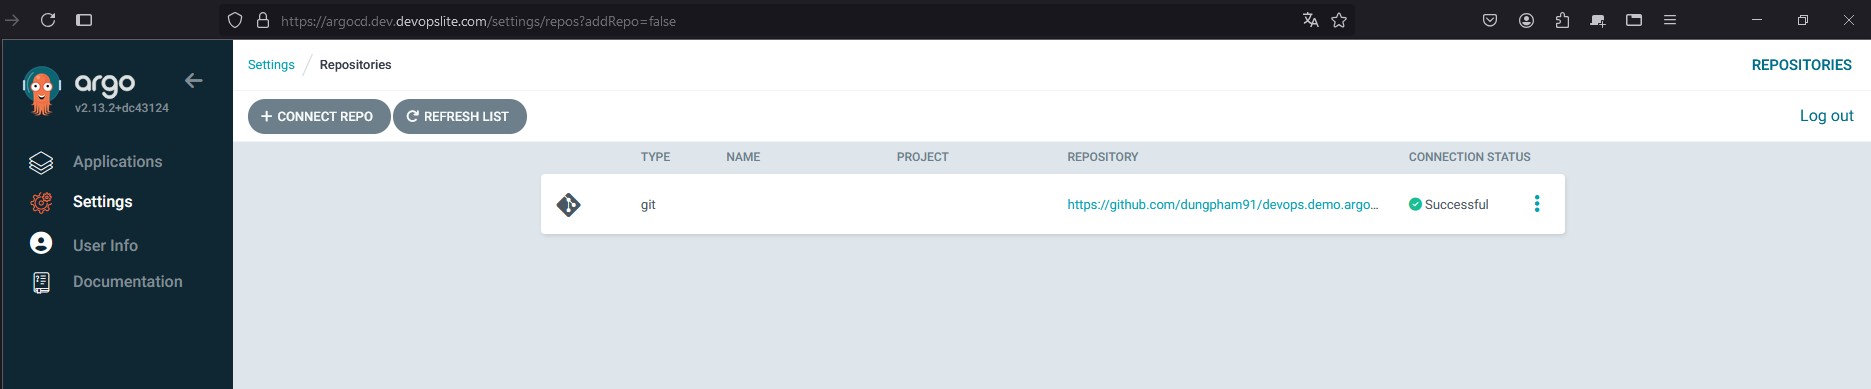 https://argocd.dev.devopslite.com/settings/repos?addRepo=false
argo
v2.13.2+dc43124
Applications
Settings
User Info
Documentation
Settings / Repositories
REPOSITORIES
+ CONNECT REPO
REFRESH LIST
Log out
TYPE NAME PROJECT REPOSITORY CONNECTION STATUS
git https://github.com/dungpham91/devops.demo.argo... Successful